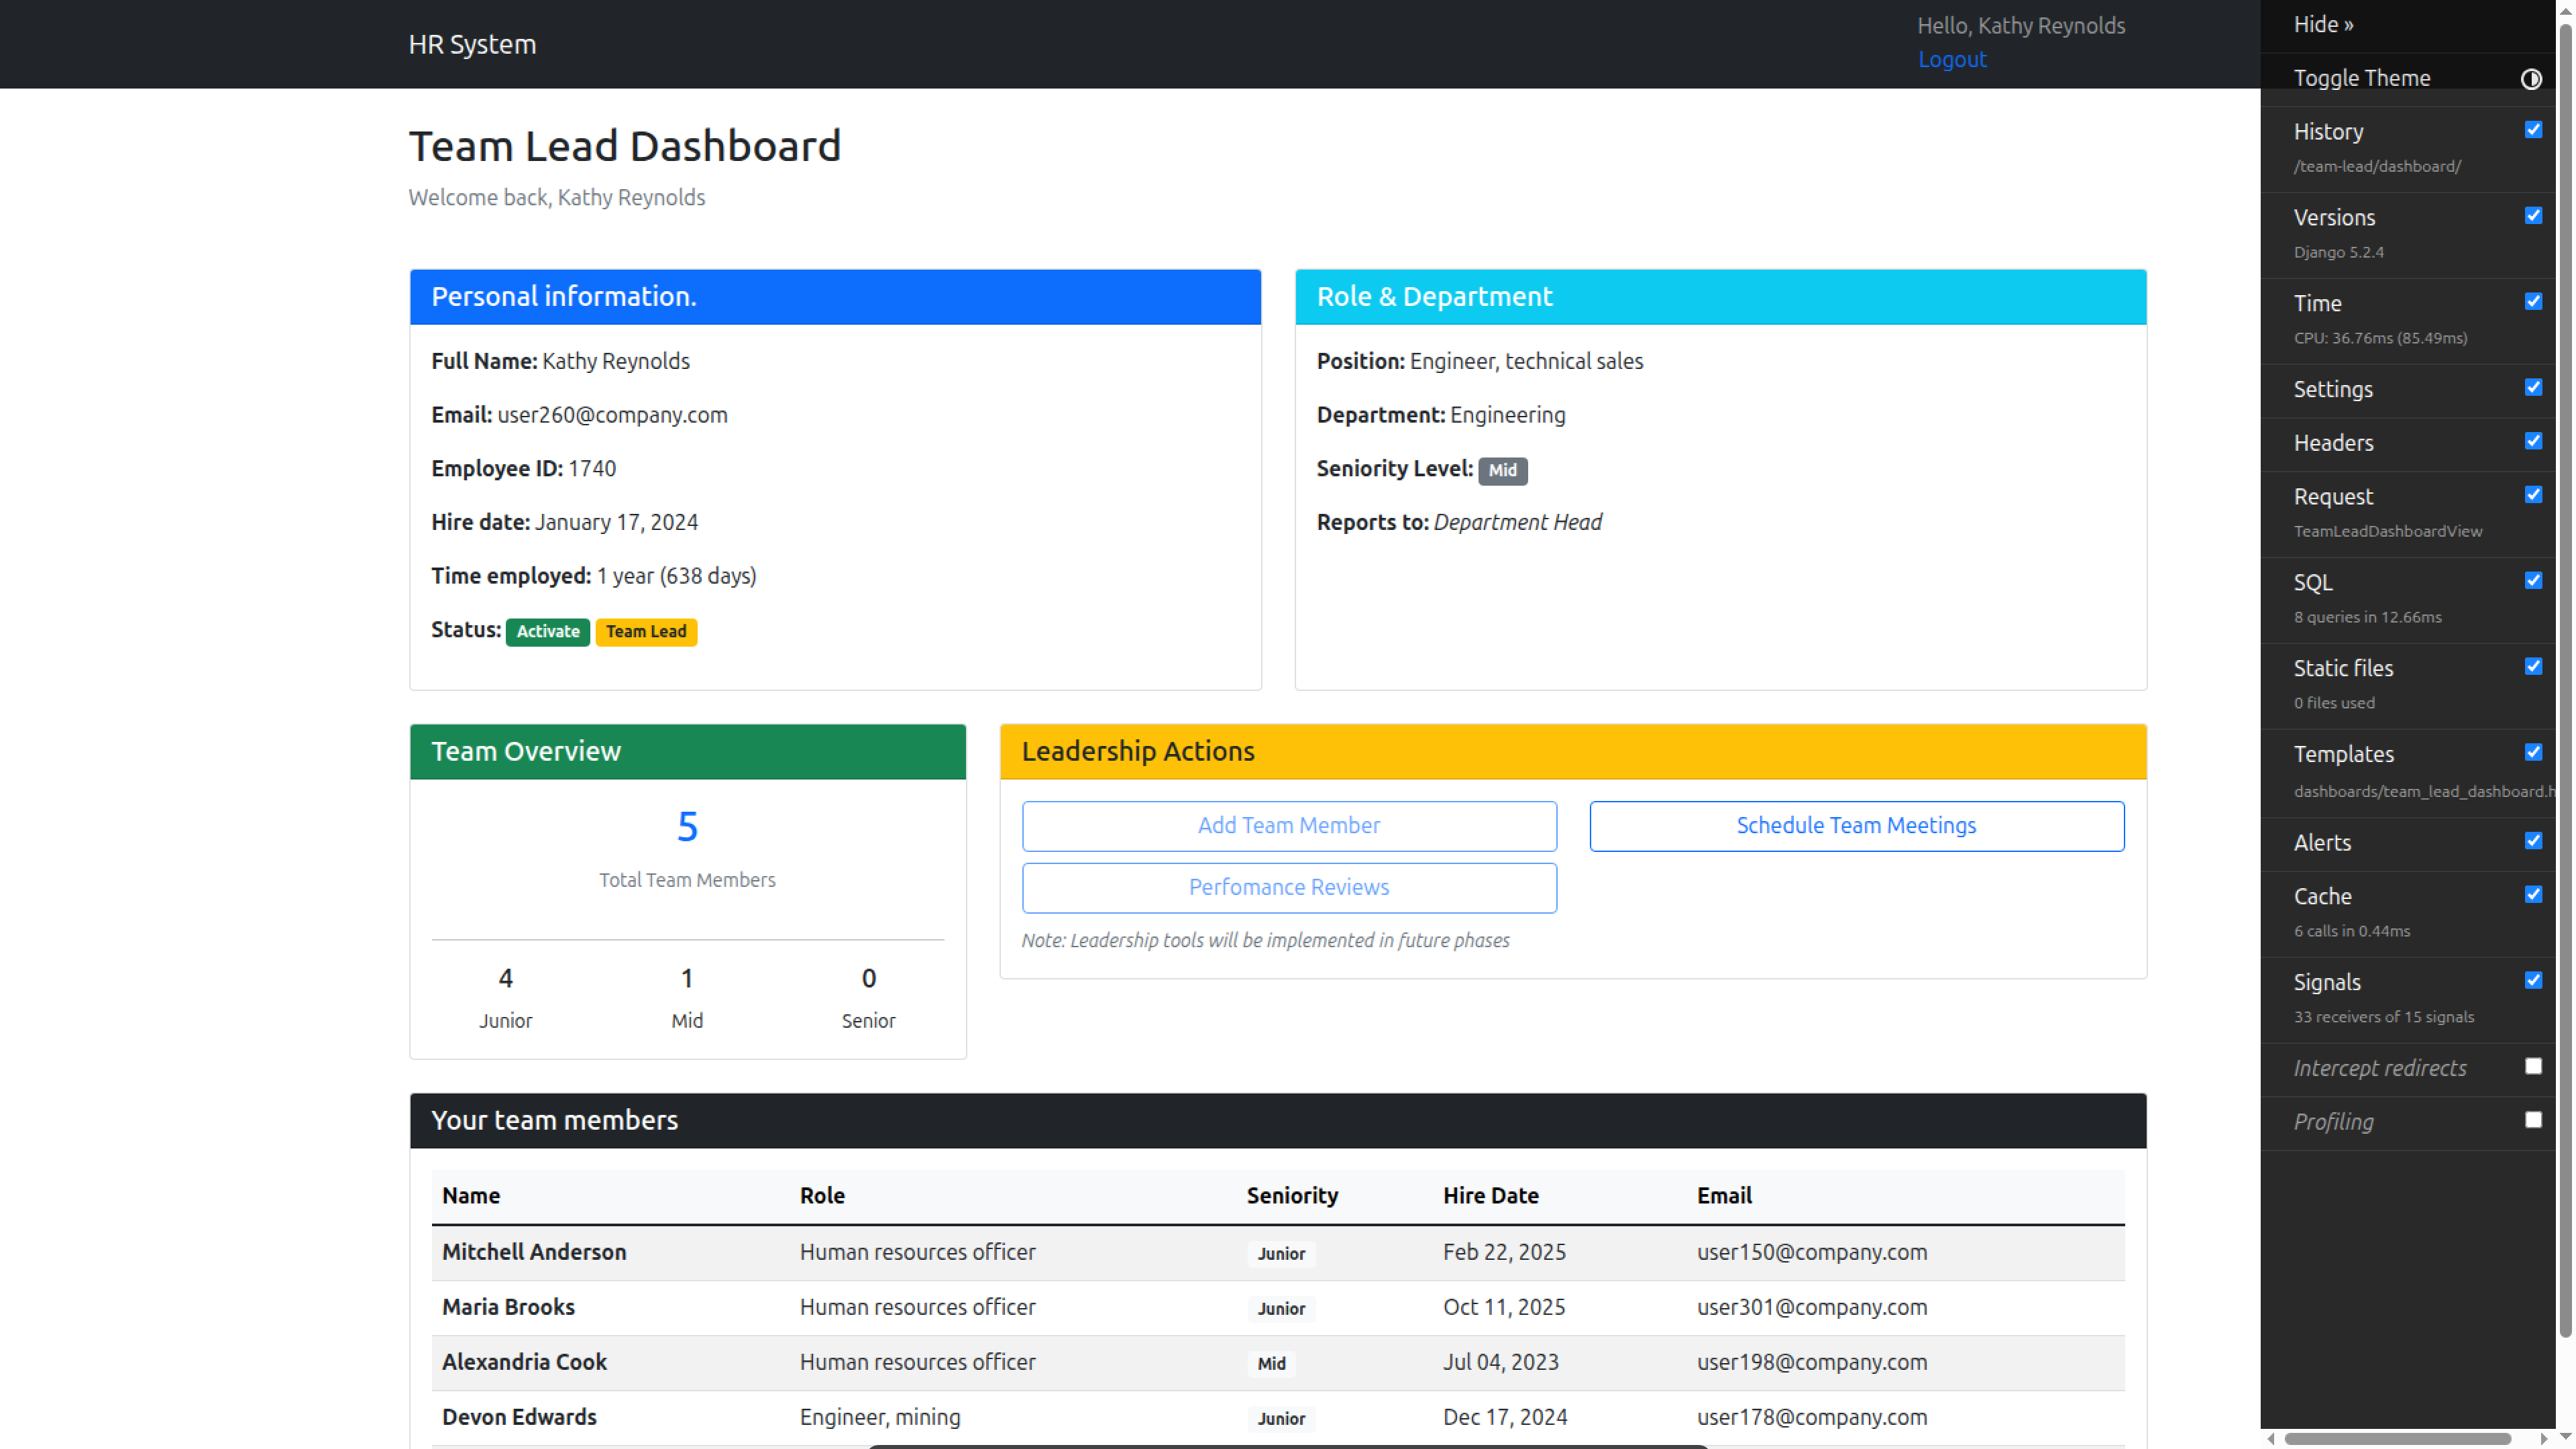 HR System
Hello, Kathy Reynolds
Logout
Team Lead Dashboard
Welcome back, Kathy Reynolds
Personal information.
Full Name: Kathy Reynolds
Email: user260@company.com
Employee ID: 1740
Hire date: January 17, 2024
Time employed: 1 year (638 days)
Status: Activate Team Lead
Role & Department
Position: Engineer, technical sales
Department: Engineering
Seniority Level: Mid
Reports to: Department Head
Team Overview
5
Total Team Members
4 1 0
Junior Mid Senior
Leadership Actions
Add Team Member
Schedule Team Meetings
Perfomance Reviews
Note: Leadership tools will be implemented in future phases
Your team members
Name Role Seniority Hire Date Email
Mitchell Anderson Human resources officer Junior Feb 22, 2025 user150@company.com
Maria Brooks Human resources officer Junior Oct 11, 2025 user301@company.com
Alexandria Cook Human resources officer Mid Jul 04, 2023 user198@company.com
Devon Edwards Engineer, mining Junior Dec 17, 2024 user178@company.com
Hide »
Toggle Theme
History
/team-lead/dashboard/
Versions
Django 5.2.4
Time
CPU: 36.76ms (85.49ms)
Settings
Headers
Request
TeamLeadDashboardView
SQL
8 queries in 12.66ms
Static files
0 files used
Templates
dashboards/team_lead_dashboard.h
Alerts
Cache
6 calls in 0.44ms
Signals
33 receivers of 15 signals
Intercept redirects
Profiling